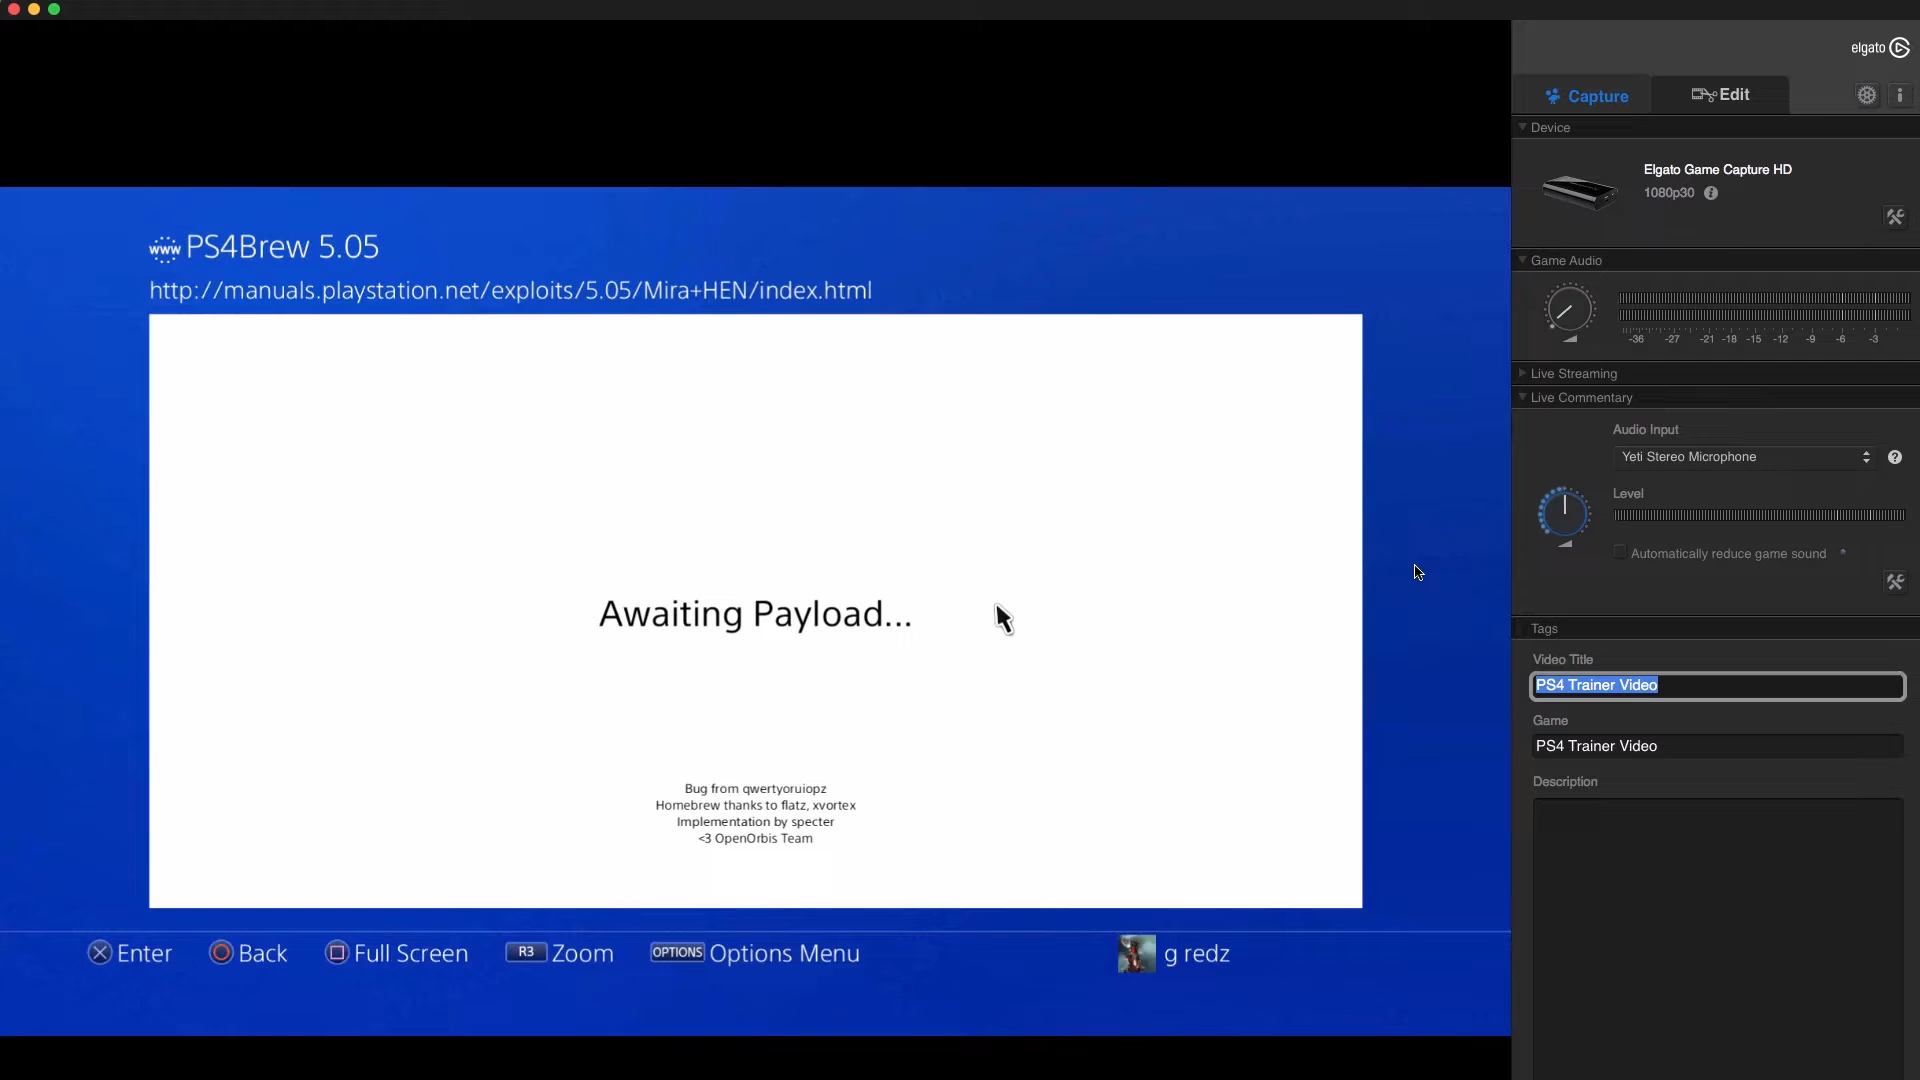 elgato
Capture
Edit
Device
Elgato Game Capture HD
1080p30
Game Audio
-36 -27 -21 -18 -15 -12 -9 -6 -3
Live Streaming
Live Commentary
Audio Input
Yeti Stereo Microphone
Level
Automatically reduce game sound
Tags
Video Title
PS4 Trainer Video
Game
PS4 Trainer Video
Description
www PS4Brew 5.05
http://manuals.playstation.net/exploits/5.05/Mira+HEN/index.html
Awaiting Payload...
Bug from qwertyoruiopz
Homebrew thanks to flatz, xvortex
Implementation by specter
<3 OpenOrbis Team
Enter Back Full Screen R3 Zoom OPTIONS Options Menu g redz